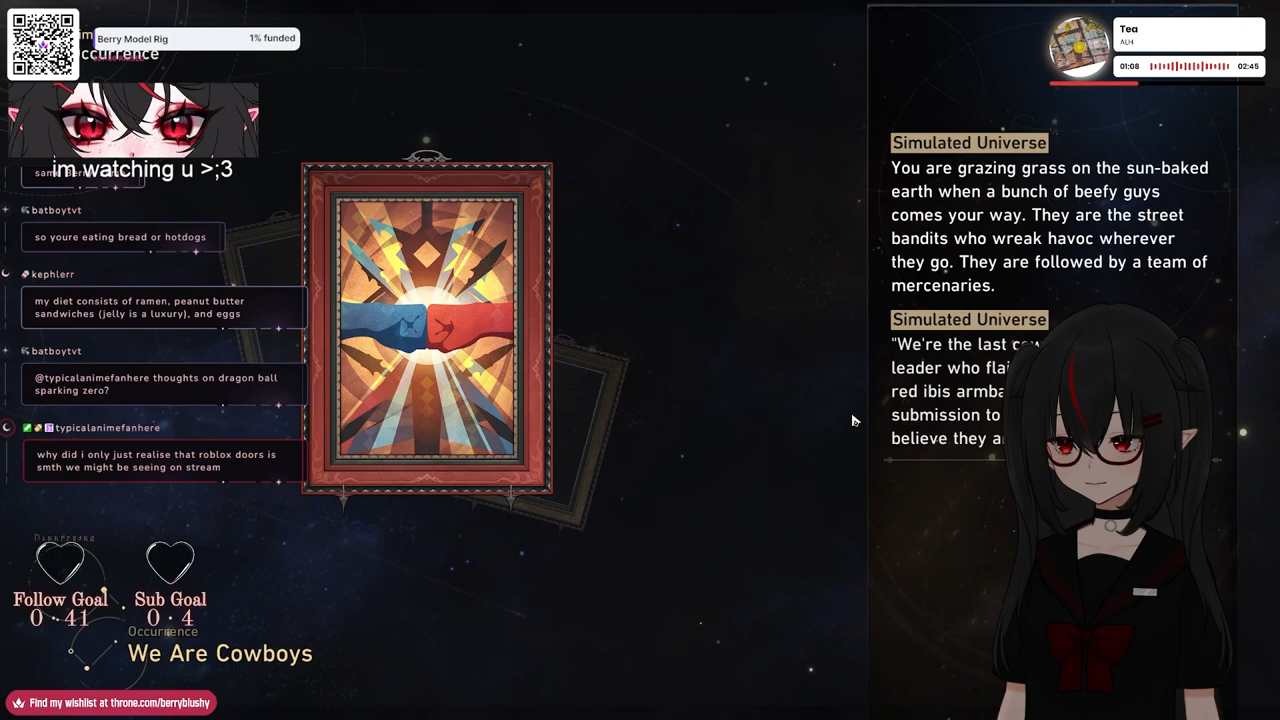 Berry Model Rig 1% funded
ccurrence
im watching u >;3
batboytvt
so youre eating bread or hotdogs
kephlerr
my diet consists of ramen, peanut butter
sandwiches (jelly is a luxury), and eggs
batboytvt
@typicalanimefanhere thoughts on dragon ball
sparking zero?
typicalanimefanhere
why did i only just realise that roblox doors is
smth we might be seeing on stream
Follow Goal
0 · 41
Sub Goal
0 · 4
Occurrence
We Are Cowboys
Find my wishlist at throne.com/berryblushy
Tea
ALH
01:08 02:45
Simulated Universe
You are grazing grass on the sun-baked
earth when a bunch of beefy guys
comes your way. They are the street
bandits who wreak havoc wherever
they go. They are followed by a team of
mercenaries.
Simulated Universe
"We're the last
leader who
red ibis
submission to
believe they